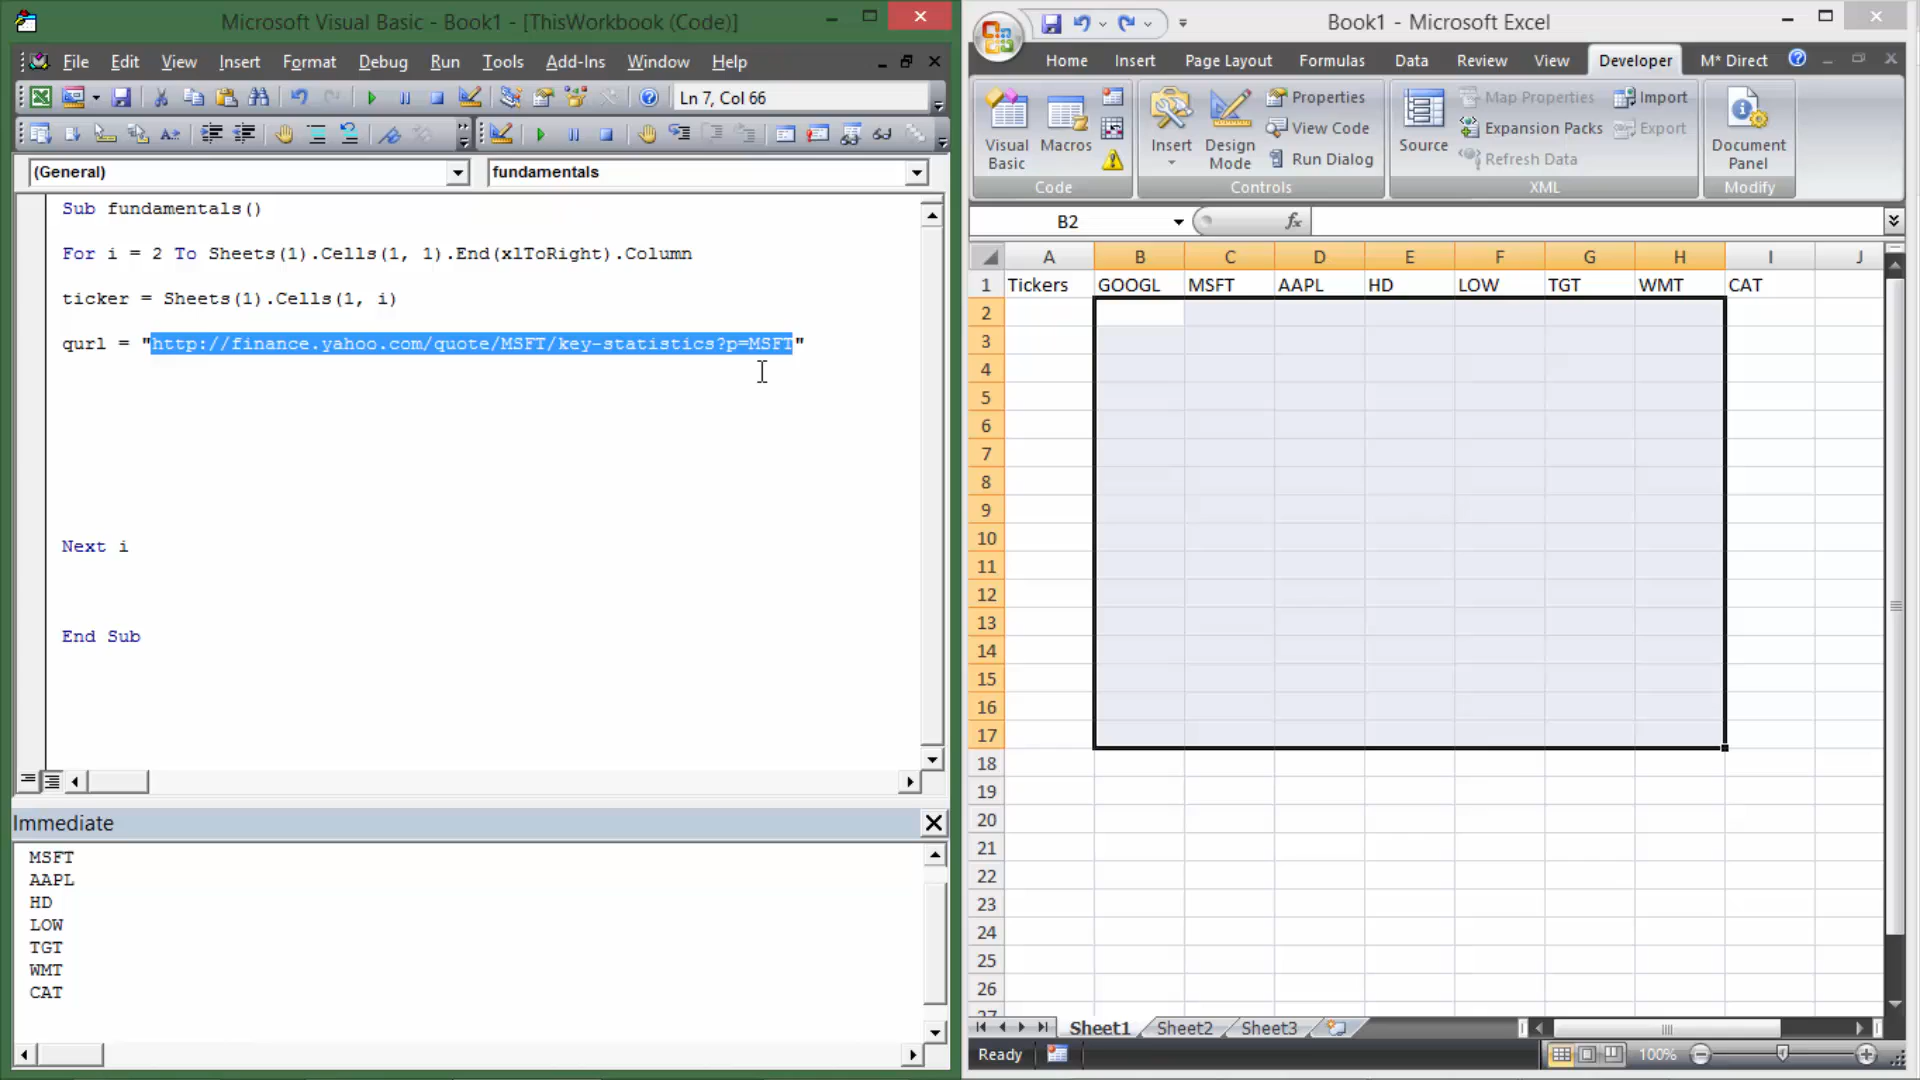 Microsoft Visual Basic - Book1 - [ThisWorkbook (Code)]
File Edit View Insert Format Debug Run Tools Add-Ins Window Help
Ln 7, Col 66
(General)
fundamentals
Sub fundamentals()
For i = 2 To Sheets(1).Cells(1, 1).End(xlToRight).Column
ticker = Sheets(1).Cells(1, i)
qurl = "http://finance.yahoo.com/quote/MSFT/key-statistics?p=MSFT"
Next i
End Sub
Immediate
MSFT
AAPL
HD
LOW
TGT
WMT
CAT
Book1 - Microsoft Excel
Home Insert Page Layout Formulas Data Review View Developer M* Direct
Visual Basic
Macros
Code
Insert
Design Mode
Properties
View Code
Run Dialog
Controls
Source
Map Properties
Expansion Packs
Refresh Data
Import
Export
XML
Document Panel
Modify
B2
fx
A B C D E F G H I J
1 Tickers GOOGL MSFT AAPL HD LOW TGT WMT CAT
2
3
4
5
6
7
8
9
10
11
12
13
14
15
16
17
18
19
20
21
22
23
24
25
26
27
Sheet1 Sheet2 Sheet3
Ready
100%